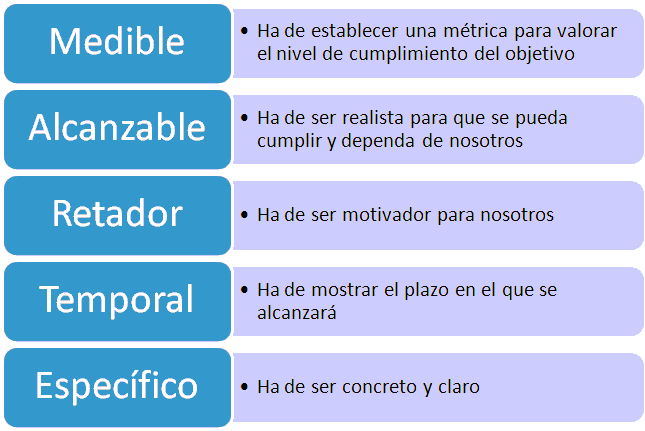 Medible
• Ha de establecer una métrica para valorar
el nivel de cumplimiento del objetivo
Alcanzable
• Ha de ser realista para que se pueda
cumplir y dependa de nosotros
Retador
• Ha de ser motivador para nosotros
Temporal
• Ha de mostrar el plazo en el que se
alcanzará
Específico
• Ha de ser concreto y claro